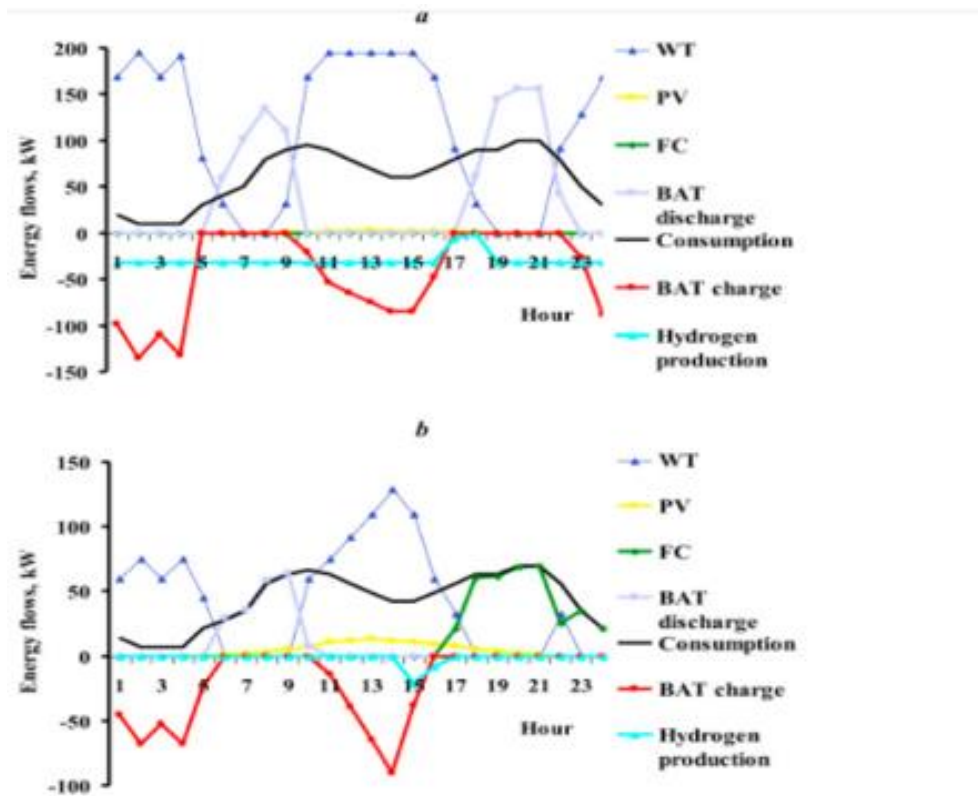 a
200
150
100
50
0
-50
-100
-150
Energy flows, kW
1 3 5 7 9 11 13 15 17 19 21 23
Hour
WT
PV
FC
BAT
discharge
Consumption
BAT charge
Hydrogen
production
b
150
100
50
0
-50
-100
Energy flows, kW
1 3 5 7 9 11 13 15 17 19 21 23
Hour
WT
PV
FC
BAT
discharge
Consumption
BAT charge
Hydrogen
production